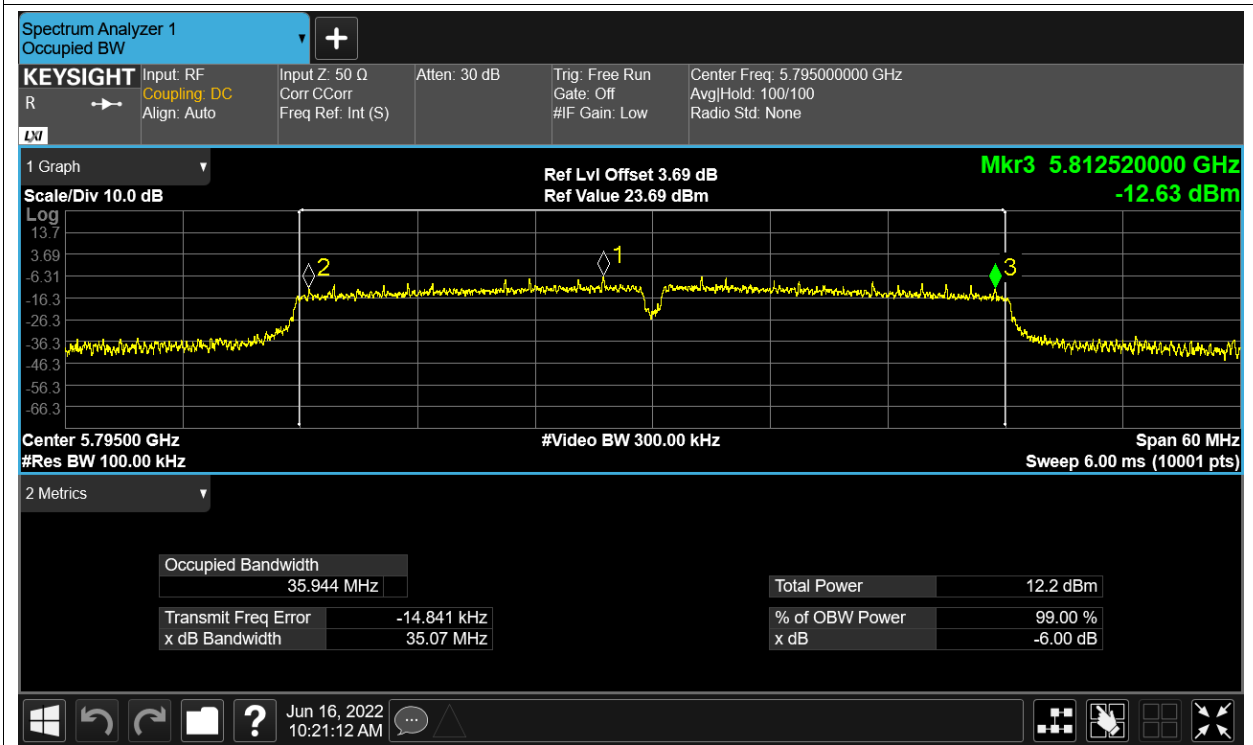 Spectrum Analyzer 1
Occupied BW
KEYSIGHT
R
LXI
Input: RF
Coupling: DC
Align: Auto
Input Z: 50 Ω
Corr CCorr
Freq Ref: Int (S)
Atten: 30 dB
Trig: Free Run
Gate: Off
#IF Gain: Low
Center Freq: 5.795000000 GHz
Avg|Hold: 100/100
Radio Std: None
1 Graph
Scale/Div 10.0 dB
Ref Lvl Offset 3.69 dB
Ref Value 23.69 dBm
Mkr3 5.812520000 GHz
-12.63 dBm
Log
13.7
3.69
-6.31
-16.3
-26.3
-36.3
-46.3
-56.3
-66.3
2
1
3
Center 5.79500 GHz
#Video BW 300.00 kHz
Span 60 MHz
#Res BW 100.00 kHz
Sweep 6.00 ms (10001 pts)
2 Metrics
Occupied Bandwidth
35.944 MHz
Total Power 12.2 dBm
Transmit Freq Error -14.841 kHz
% of OBW Power 99.00 %
x dB Bandwidth 35.07 MHz
x dB -6.00 dB
?
Jun 16, 2022
10:21:12 AM